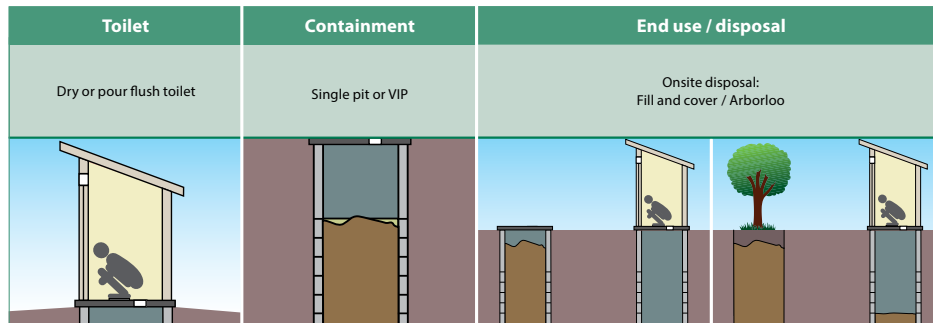 Toilet
Containment
End use / disposal
Dry or pour flush toilet
Single pit or VIP
Onsite disposal:
Fill and cover / Arborloo